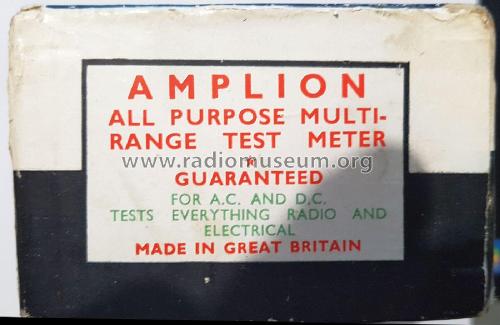 AMPLION
ALL PURPOSE MULTI-
RANGE TEST METER
*
www.radiomuseum.org
GUARANTEED
FOR A.C. AND D.C.
TESTS EVERYTHING RADIO AND
ELECTRICAL
MADE IN GREAT BRITAIN